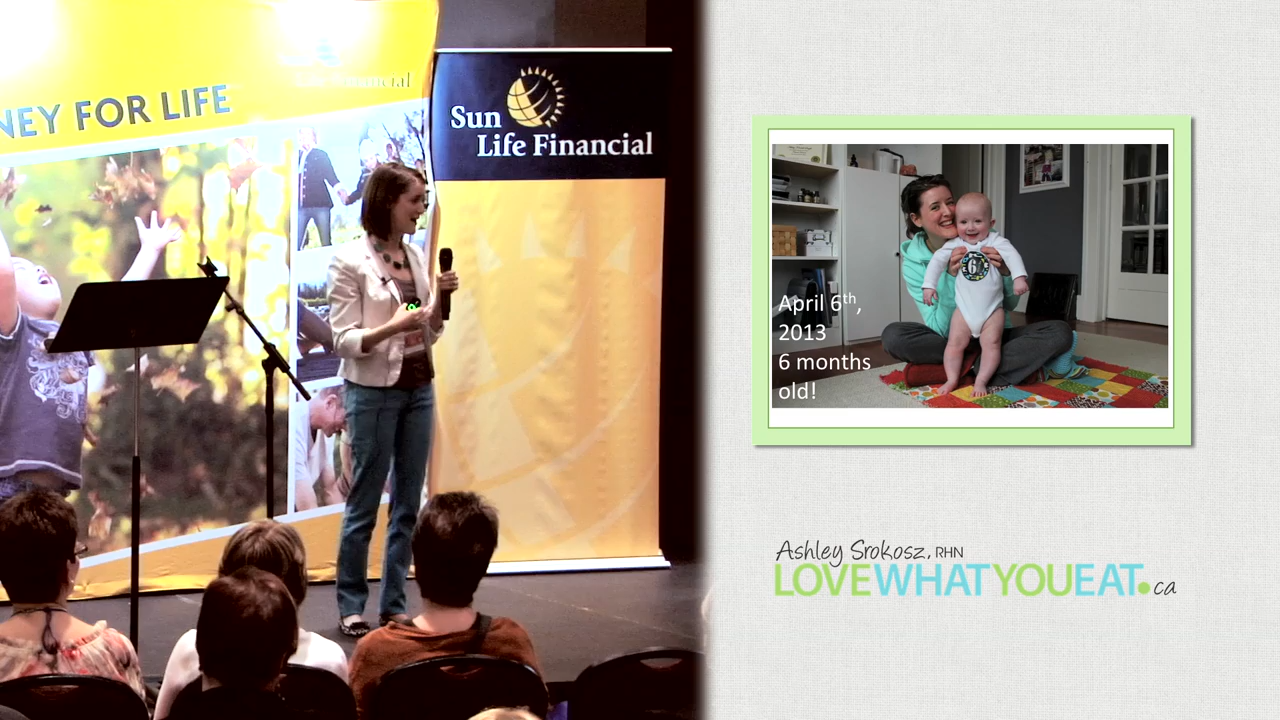 NEY FOR LIFE
Life Financial
Sun
Life Financial
6
April 6th,
2013
6 months
old!
Ashley Srokosz, RHN
LOVEWHATYOUEAT.ca